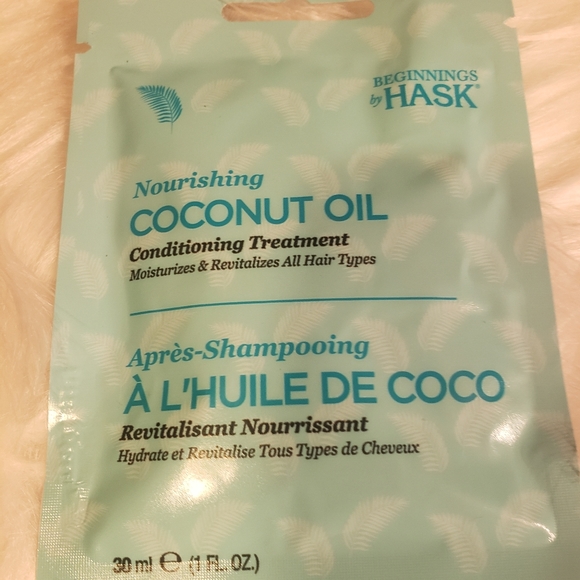 BEGINNINGS
by HASK®
Nourishing
COCONUT OIL
Conditioning Treatment
Moisturizes & Revitalizes All Hair Types
Après-Shampooing
À L'HUILE DE COCO
Revitalisant Nourrissant
Hydrate et Revitalise Tous Types de Cheveux
30 ml ℮ (1 FL. OZ.)